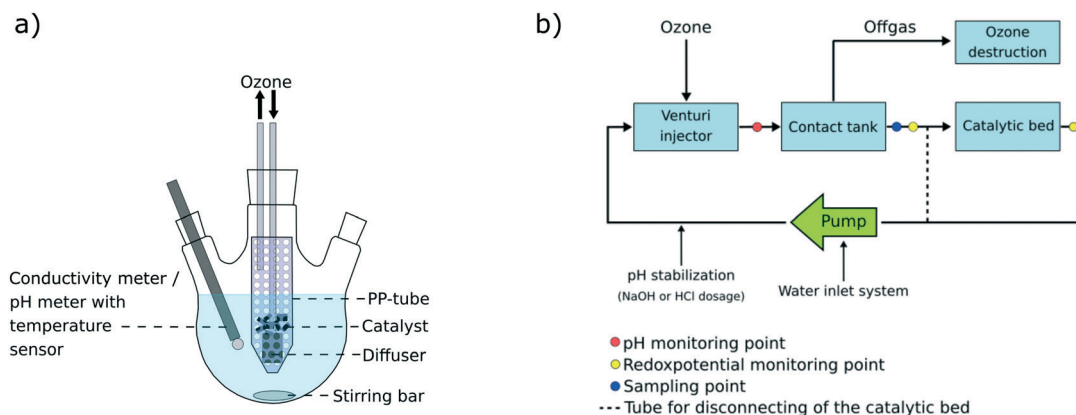 a)
Ozone
Conductivity meter /
pH meter with
temperature
sensor
PP-tube
Catalyst
Diffuser
Stirring bar
b)
Ozone
Offgas
Ozone
destruction
Venturi
injector
Contact tank
Catalytic bed
Pump
pH stabilization
(NaOH or HCl dosage)
Water inlet system
pH monitoring point
Redoxpotential monitoring point
Sampling point
Tube for disconnecting of the catalytic bed